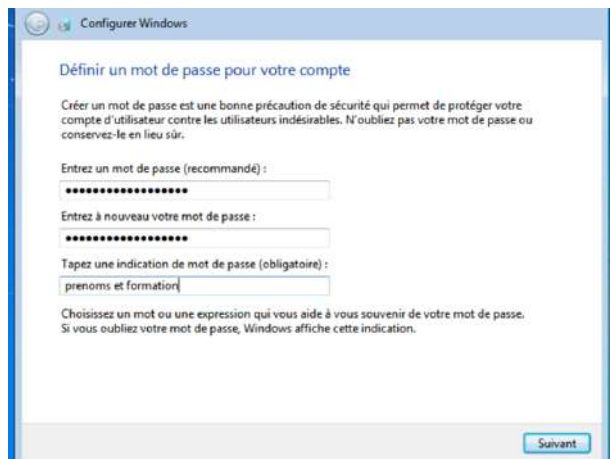 Configurer Windows
Définir un mot de passe pour votre compte
Créer un mot de passe est une bonne précaution de sécurité qui permet de protéger votre
compte d'utilisateur contre les utilisateurs indésirables. N'oubliez pas votre mot de passe ou
conservez-le en lieu sûr.
Entrez un mot de passe (recommandé) :
••••••••••••••••••
Entrez à nouveau votre mot de passe :
••••••••••••••••••
Tapez une indication de mot de passe (obligatoire) :
prenoms et formation
Choisissez un mot ou une expression qui vous aide à vous souvenir de votre mot de passe.
Si vous oubliez votre mot de passe, Windows affiche cette indication.
Suivant